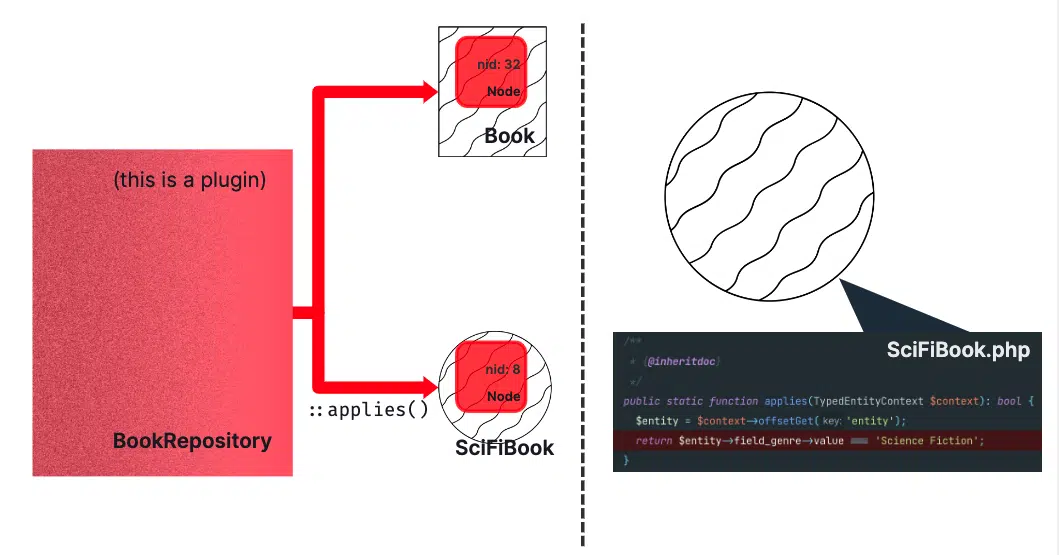 (this is a plugin)
BookRepository
nid: 32
Node
Book
::applies()
nid: 8
Node
SciFiBook
SciFiBook.php
/**
 * {@inheritdoc}
 */
public static function applies(TypedEntityContext $context): bool {
  $entity = $context→offsetGet( key: 'entity');
  return $entity→field_genre→value === 'Science Fiction';
}